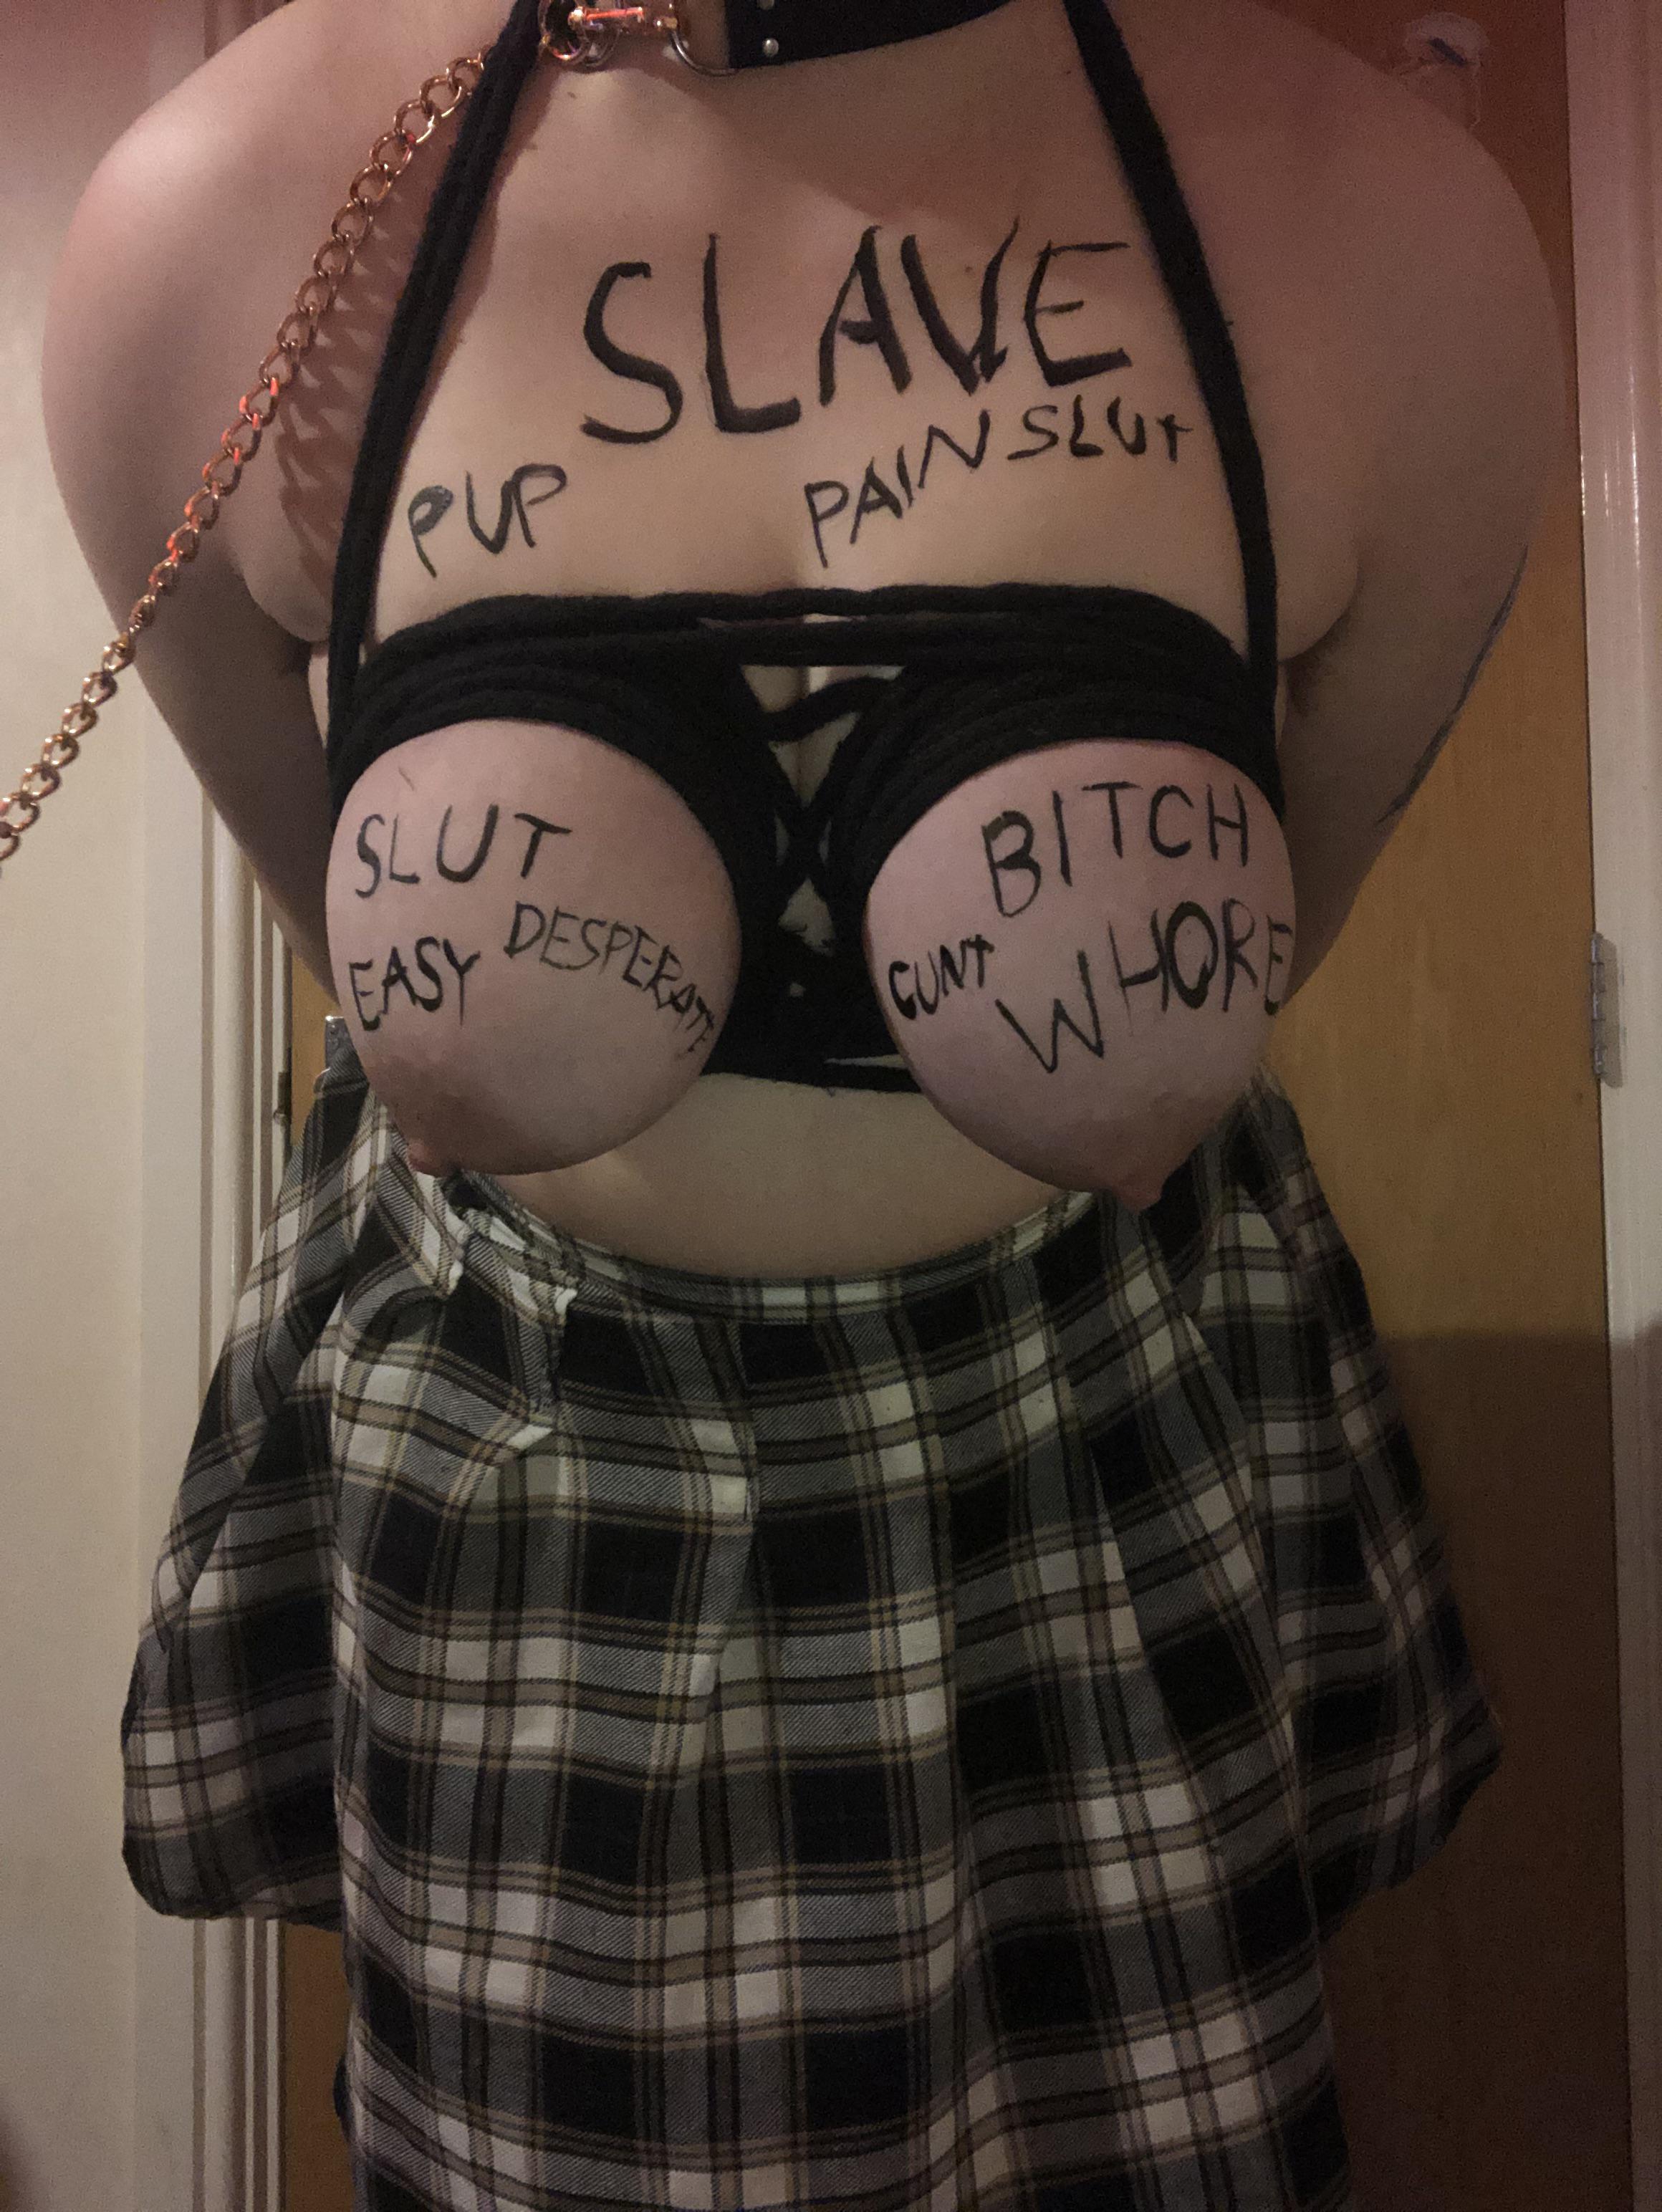 SLAVE
PUP
PAINSLUT
SLUT
EASY DESPERATE
BITCH
CUNT WHORE